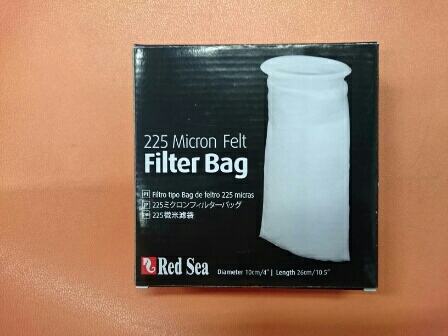 225 Micron Felt
Filter Bag
Filtro tipo Bag de feltro 225 micras
225ミクロンフィルターバッグ
225微米滤袋
Red Sea
Diameter 10cm/4" | Length 26cm/10.5"